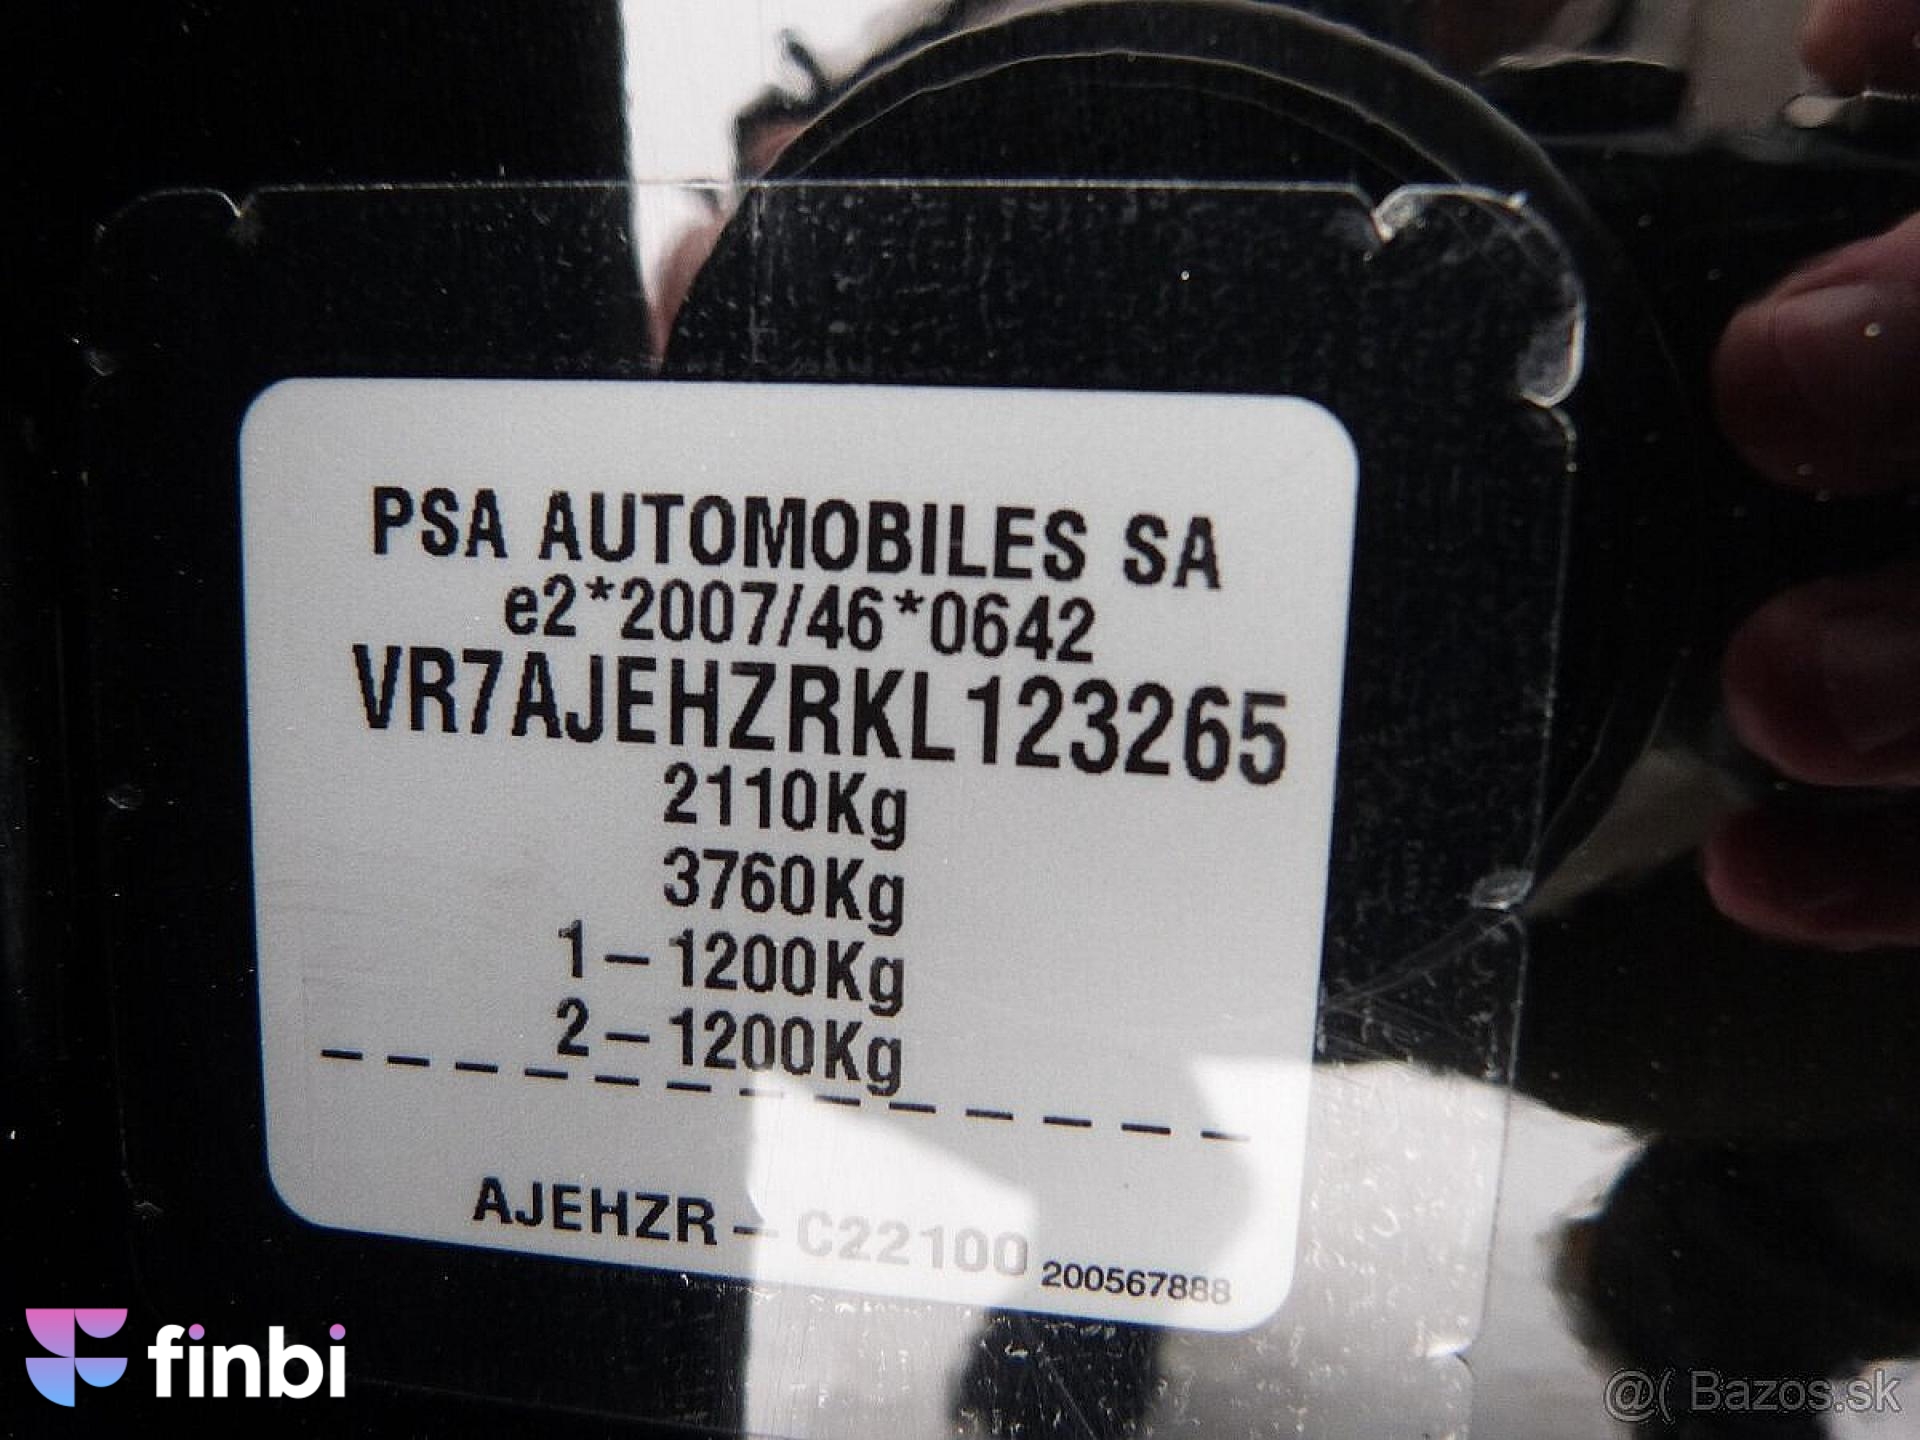 PSA AUTOMOBILES SA
e2*2007/46*0642
VR7AJEHZRKL123265
2110Kg
3760Kg
1–1200Kg
2–1200Kg
– – – – – – – – – – – – – –
AJEHZR – C22100 200567888
finbi
@( Bazos.sk